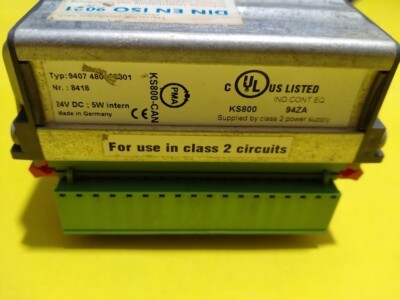 DIN EN ISO 9021
Typ: 9407 480
Nr.: 8418
24V DC ; 5W intern
Made in Germany
CE
KS800-CAN
PMA
C UL US LISTED
IND.CONT.EQ.
KS800 94ZA
Supplied by class 2 power supply
For use in class 2 circuits